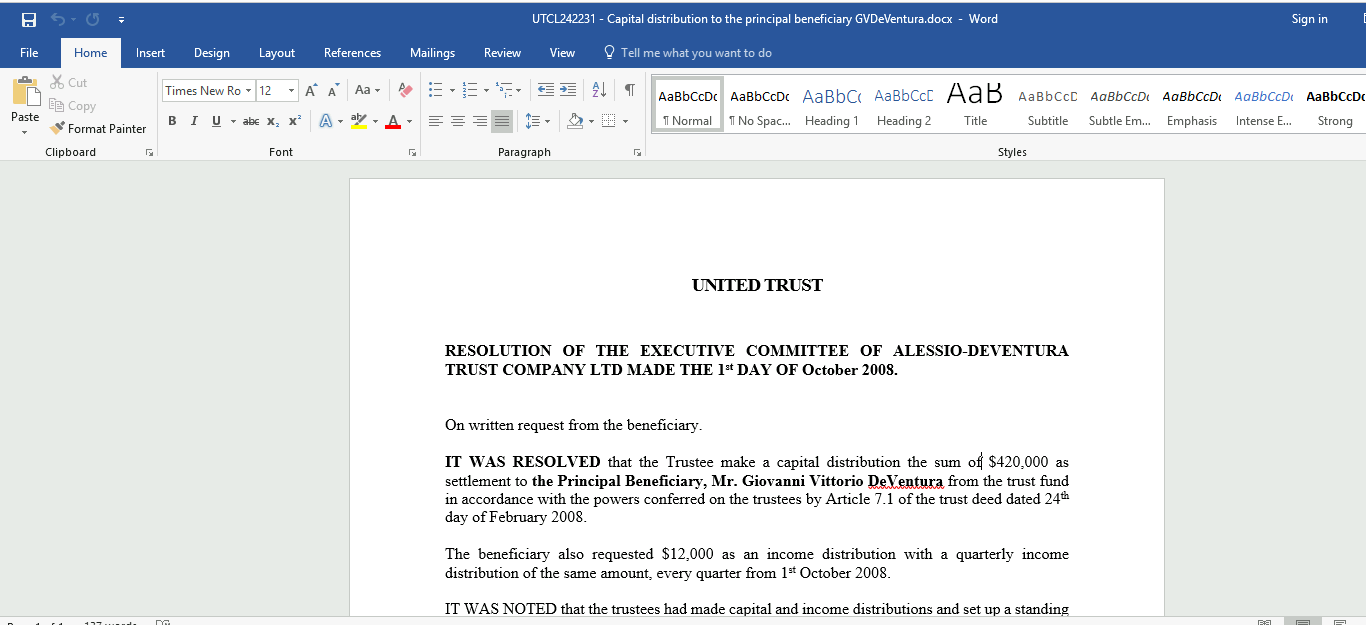 UTCL242231 - Capital distribution to the principal beneficiary GVDeVentura.docx - Word
Sign in
File Home Insert Design Layout References Mailings Review View Tell me what you want to do
Paste
Cut
Copy
Format Painter
Clipboard
Times New Ro 12
Aa
B I U abc x₂ x²
Font
Paragraph
AaBbCcDc AaBbCcDc AaBbCc AaBbCcD AaB AaBbCcD AaBbCcDc AaBbCcDc AaBbCcDc AaBbCcDc
¶ Normal ¶ No Spac... Heading 1 Heading 2 Title Subtitle Subtle Em... Emphasis Intense E... Strong
Styles
UNITED TRUST
RESOLUTION OF THE EXECUTIVE COMMITTEE OF ALESSIO-DEVENTURA
TRUST COMPANY LTD MADE THE 1st DAY OF October 2008.
On written request from the beneficiary.
IT WAS RESOLVED that the Trustee make a capital distribution the sum of $420,000 as
settlement to the Principal Beneficiary, Mr. Giovanni Vittorio DeVentura from the trust fund
in accordance with the powers conferred on the trustees by Article 7.1 of the trust deed dated 24th
day of February 2008.
The beneficiary also requested $12,000 as an income distribution with a quarterly income
distribution of the same amount, every quarter from 1st October 2008.
IT WAS NOTED that the trustees had made capital and income distributions and set up a standing